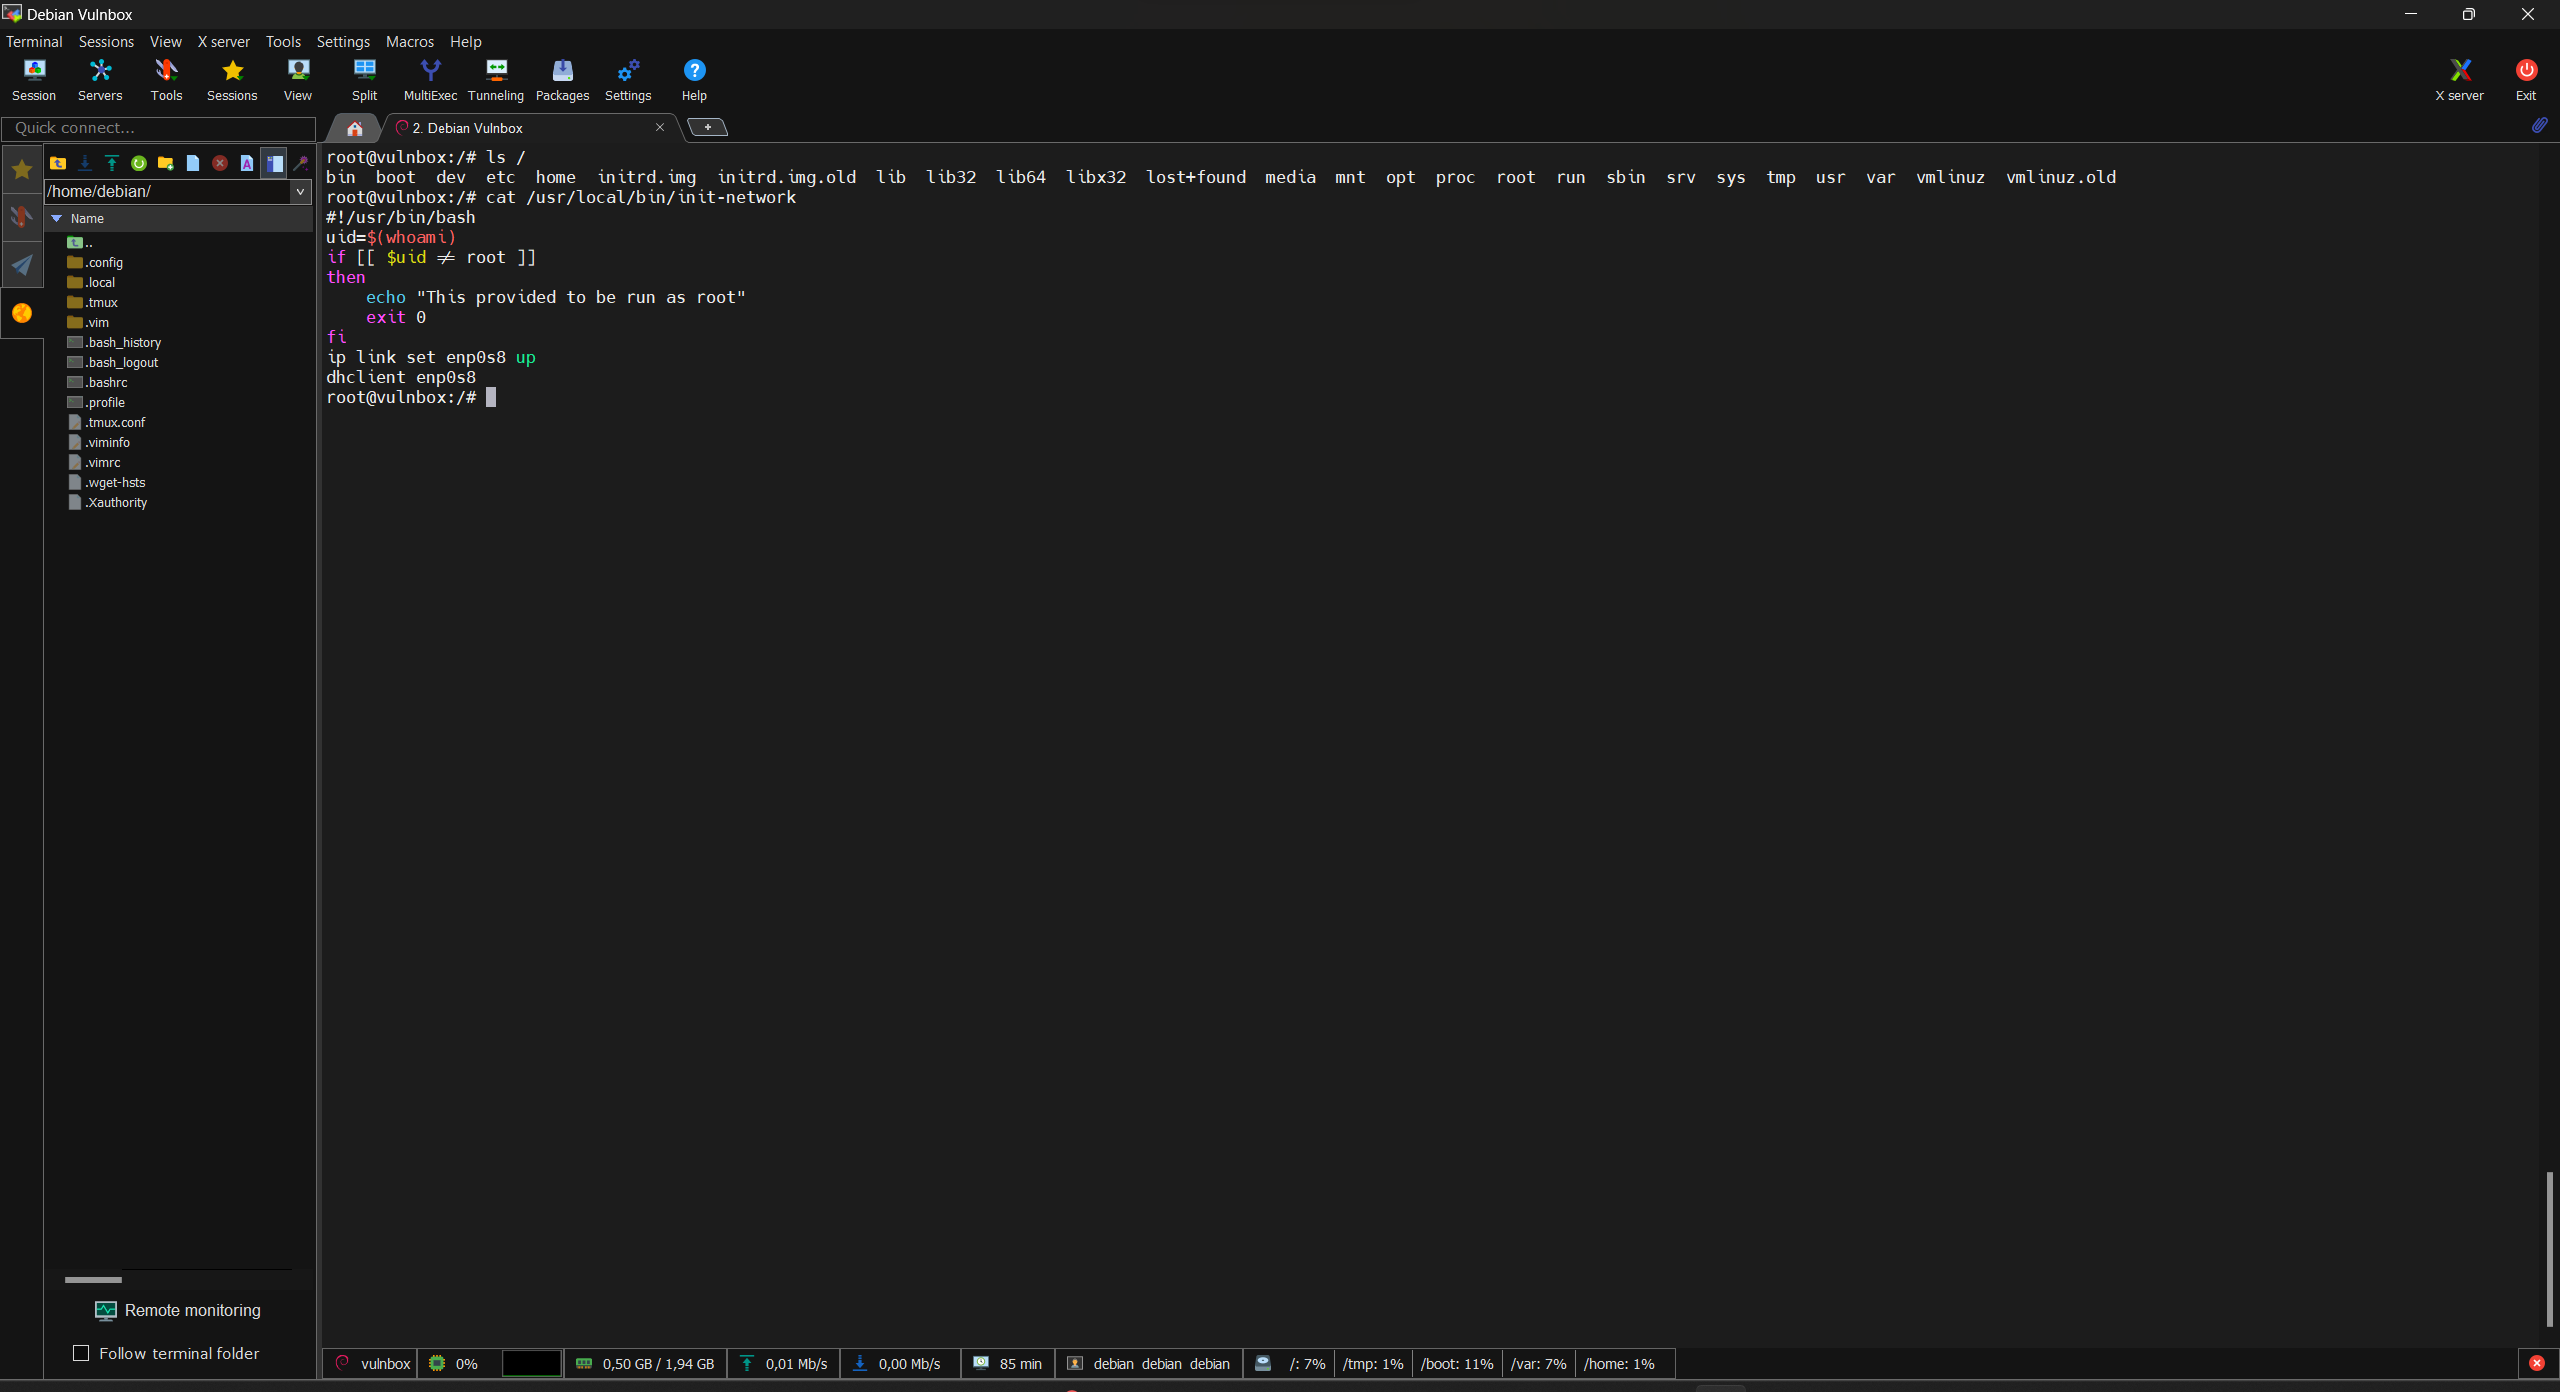 Debian Vulnbox
Terminal Sessions View X server Tools Settings Macros Help
Session Servers Tools Sessions View Split MultiExec Tunneling Packages Settings Help X server Exit
Quick connect...
2. Debian Vulnbox
/home/debian/
Name
..
.config
.local
.tmux
.vim
.bash_history
.bash_logout
.bashrc
.profile
.tmux.conf
.viminfo
.vimrc
.wget-hsts
.Xauthority
Remote monitoring
Follow terminal folder
root@vulnbox:/# ls /
bin boot dev etc home initrd.img initrd.img.old lib lib32 lib64 libx32 lost+found media mnt opt proc root run sbin srv sys tmp usr var vmlinuz vmlinuz.old
root@vulnbox:/# cat /usr/local/bin/init-network
#!/usr/bin/bash
uid=$(whoami)
if [[ $uid ≠ root ]]
then
    echo "This provided to be run as root"
    exit 0
fi
ip link set enp0s8 up
dhclient enp0s8
root@vulnbox:/#
vulnbox 0% 0,50 GB / 1,94 GB 0,01 Mb/s 0,00 Mb/s 85 min debian debian debian /: 7% /tmp: 1% /boot: 11% /var: 7% /home: 1%